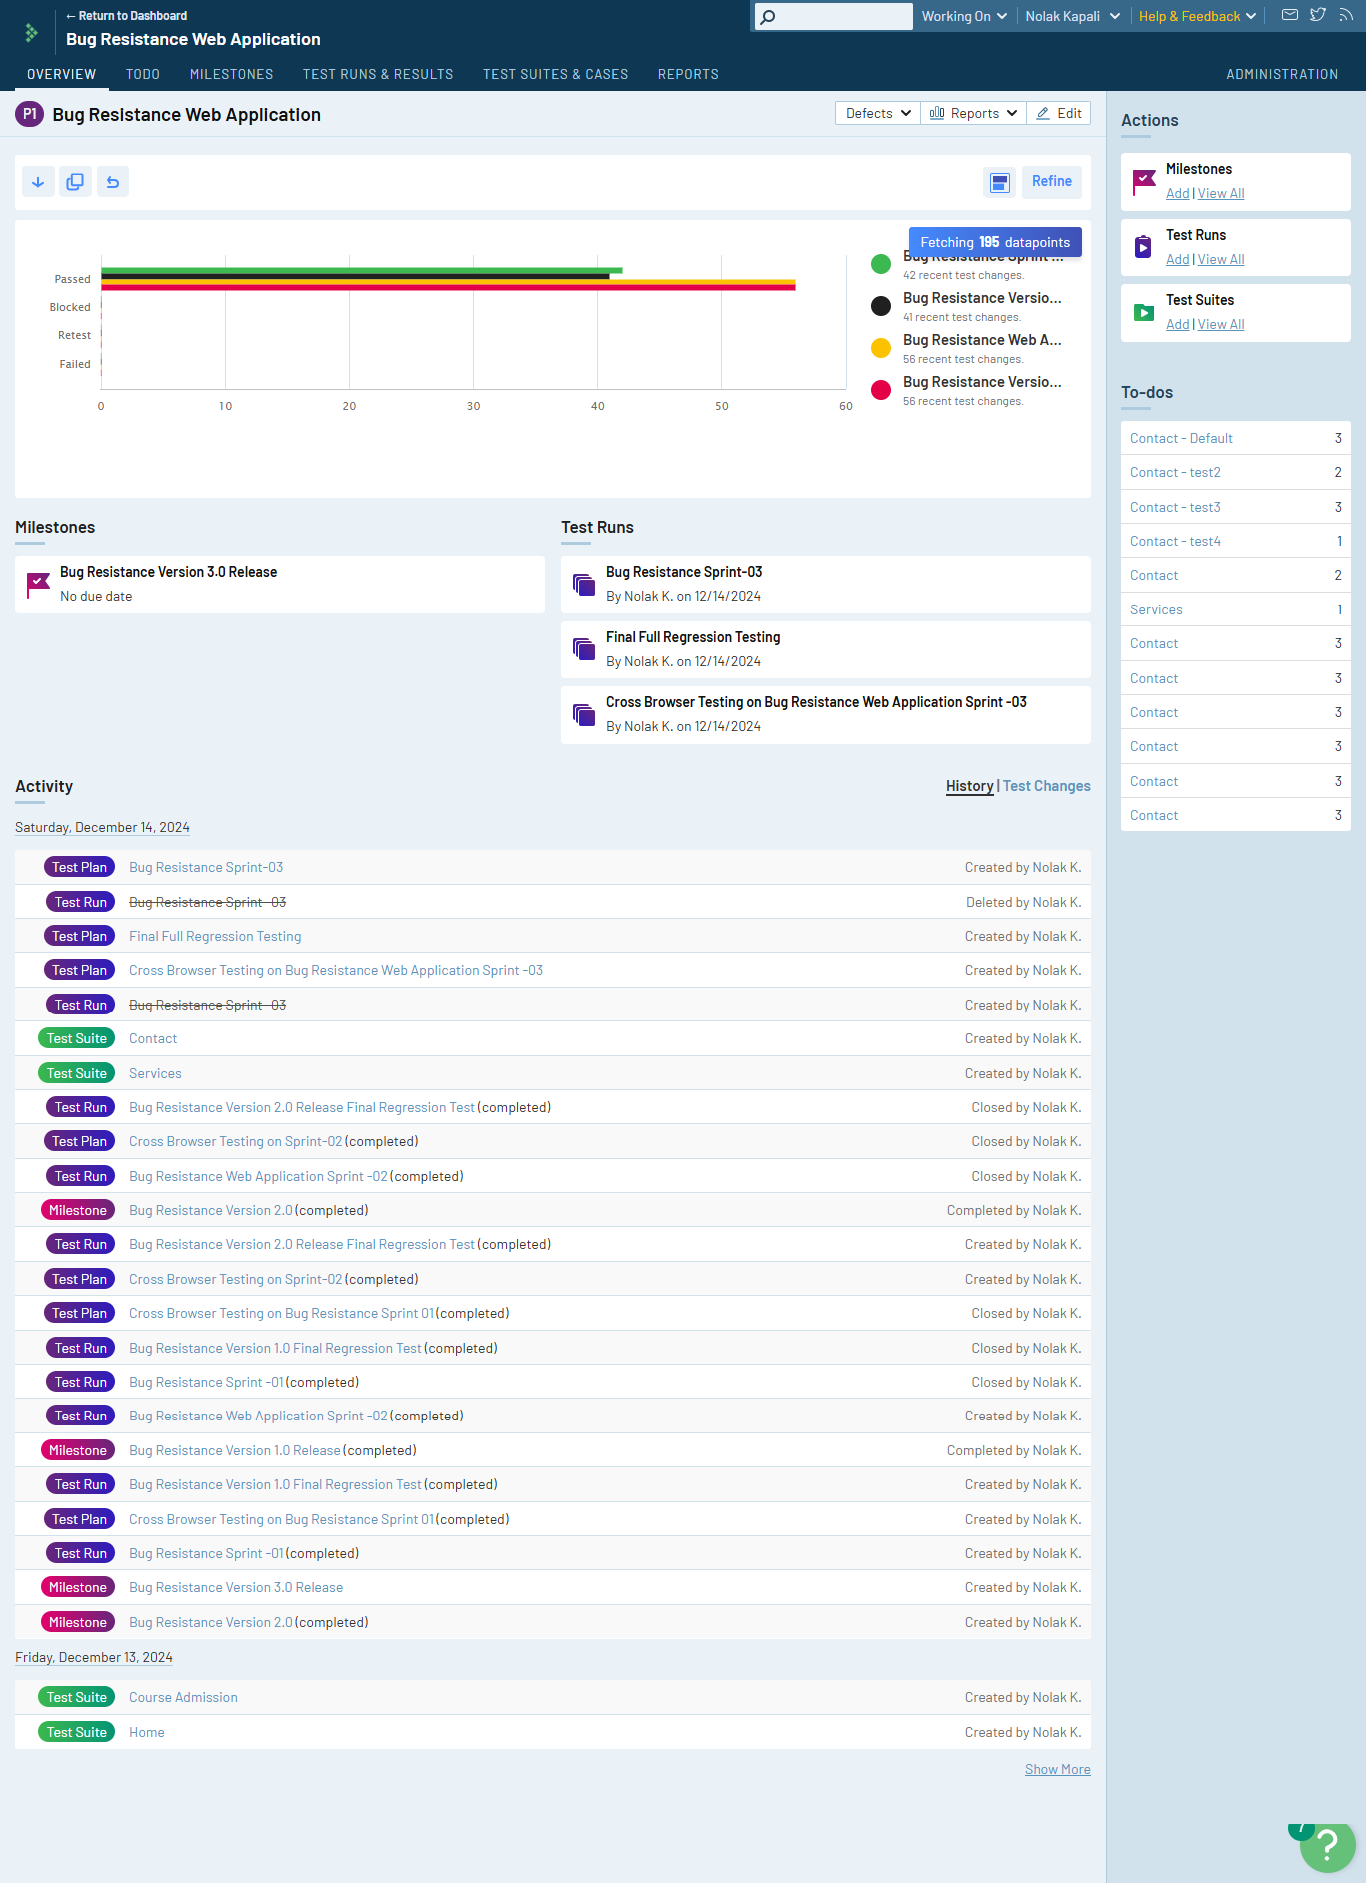 ← Return to Dashboard
Bug Resistance Web Application
Working On
Nolak Kapali
Help & Feedback
OVERVIEW TODO MILESTONES TEST RUNS & RESULTS TEST SUITES & CASES REPORTS ADMINISTRATION
P1 Bug Resistance Web Application
Defects Reports Edit
Refine
Fetching 195 datapoints
Passed
Blocked
Retest
Failed
0 10 20 30 40 50 60
Bug Resistance Sprint ...
42 recent test changes.
Bug Resistance Versio...
41 recent test changes.
Bug Resistance Web A...
56 recent test changes.
Bug Resistance Versio...
56 recent test changes.
Milestones
Bug Resistance Version 3.0 Release
No due date
Test Runs
Bug Resistance Sprint-03
By Nolak K. on 12/14/2024
Final Full Regression Testing
By Nolak K. on 12/14/2024
Cross Browser Testing on Bug Resistance Web Application Sprint -03
By Nolak K. on 12/14/2024
Activity
History | Test Changes
Saturday, December 14, 2024
Test Plan Bug Resistance Sprint-03 Created by Nolak K.
Test Run Bug Resistance Sprint -03 Deleted by Nolak K.
Test Plan Final Full Regression Testing Created by Nolak K.
Test Plan Cross Browser Testing on Bug Resistance Web Application Sprint -03 Created by Nolak K.
Test Run Bug Resistance Sprint -03 Created by Nolak K.
Test Suite Contact Created by Nolak K.
Test Suite Services Created by Nolak K.
Test Run Bug Resistance Version 2.0 Release Final Regression Test (completed) Closed by Nolak K.
Test Plan Cross Browser Testing on Sprint-02 (completed) Closed by Nolak K.
Test Run Bug Resistance Web Application Sprint -02 (completed) Closed by Nolak K.
Milestone Bug Resistance Version 2.0 (completed) Completed by Nolak K.
Test Run Bug Resistance Version 2.0 Release Final Regression Test (completed) Created by Nolak K.
Test Plan Cross Browser Testing on Sprint-02 (completed) Created by Nolak K.
Test Plan Cross Browser Testing on Bug Resistance Sprint 01 (completed) Closed by Nolak K.
Test Run Bug Resistance Version 1.0 Final Regression Test (completed) Closed by Nolak K.
Test Run Bug Resistance Sprint -01 (completed) Closed by Nolak K.
Test Run Bug Resistance Web Application Sprint -02 (completed) Created by Nolak K.
Milestone Bug Resistance Version 1.0 Release (completed) Completed by Nolak K.
Test Run Bug Resistance Version 1.0 Final Regression Test (completed) Created by Nolak K.
Test Plan Cross Browser Testing on Bug Resistance Sprint 01 (completed) Created by Nolak K.
Test Run Bug Resistance Sprint -01 (completed) Created by Nolak K.
Milestone Bug Resistance Version 3.0 Release Created by Nolak K.
Milestone Bug Resistance Version 2.0 (completed) Created by Nolak K.
Friday, December 13, 2024
Test Suite Course Admission Created by Nolak K.
Test Suite Home Created by Nolak K.
Show More
Actions
Milestones
Add | View All
Test Runs
Add | View All
Test Suites
Add | View All
To-dos
Contact - Default 3
Contact - test2 2
Contact - test3 3
Contact - test4 1
Contact 2
Services 1
Contact 3
Contact 3
Contact 3
Contact 3
Contact 3
Contact 3
?